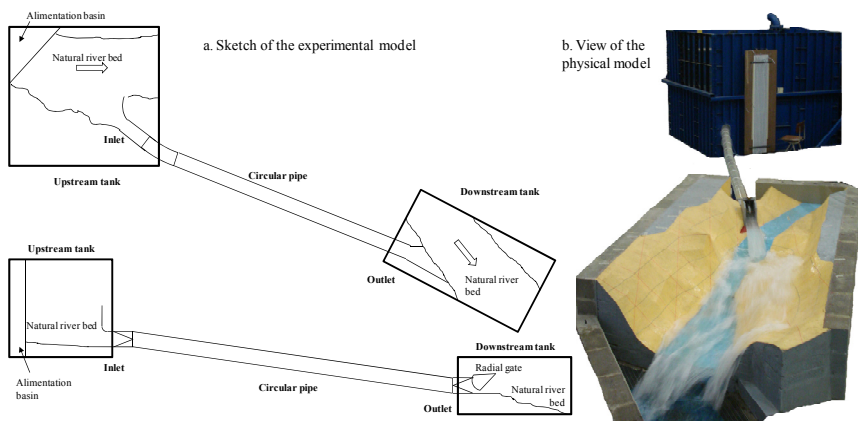 Alimentation basin
a. Sketch of the experimental model
b. View of the
physical model
Natural river bed
Inlet
Upstream tank
Circular pipe
Downstream tank
Outlet
Natural river
bed
Upstream tank
Natural river bed
Inlet
Alimentation
basin
Circular pipe
Downstream tank
Radial gate
Natural river
bed
Outlet